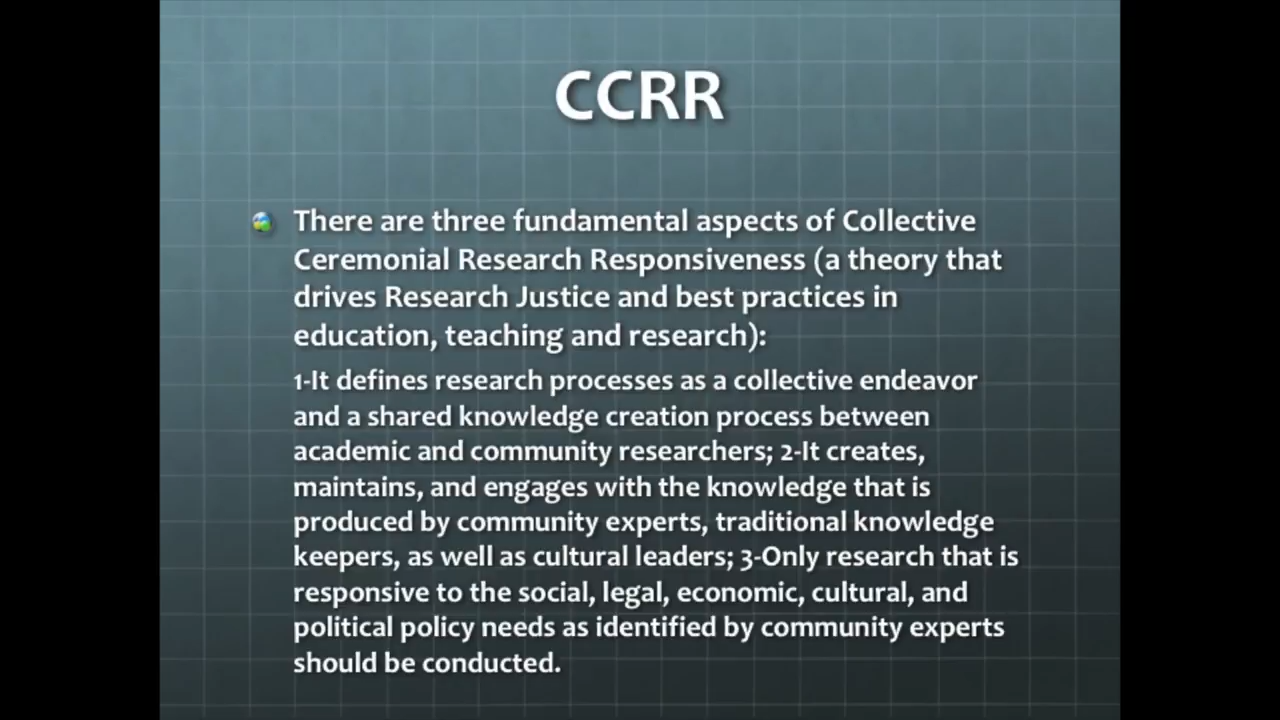 CCRR
There are three fundamental aspects of Collective
Ceremonial Research Responsiveness (a theory that
drives Research Justice and best practices in
education, teaching and research):
1-It defines research processes as a collective endeavor
and a shared knowledge creation process between
academic and community researchers; 2-It creates,
maintains, and engages with the knowledge that is
produced by community experts, traditional knowledge
keepers, as well as cultural leaders; 3-Only research that is
responsive to the social, legal, economic, cultural, and
political policy needs as identified by community experts
should be conducted.